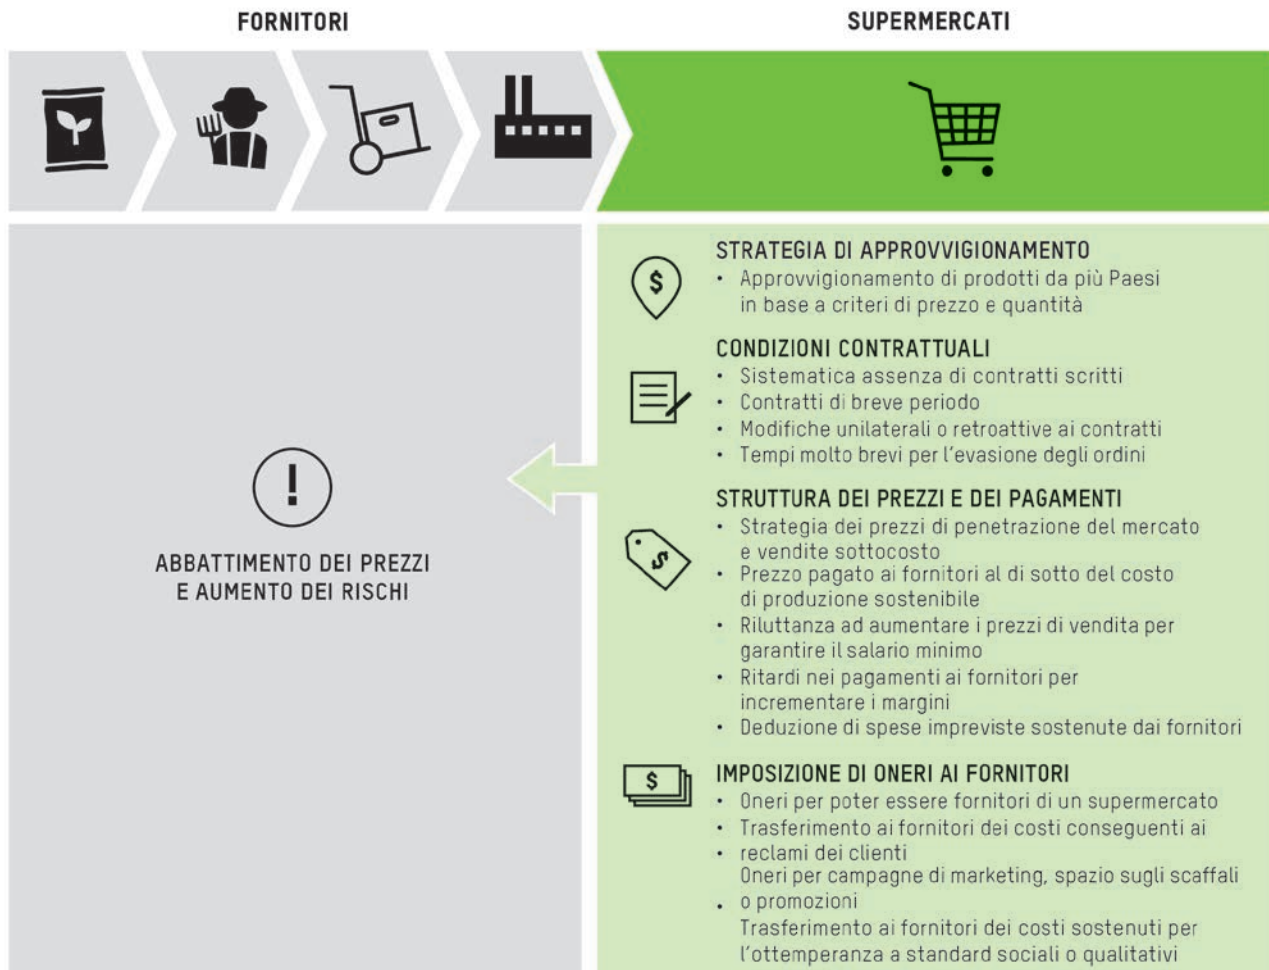 FORNITORI
SUPERMERCATI
ABBATTIMENTO DEI PREZZI
E AUMENTO DEI RISCHI
STRATEGIA DI APPROVVIGIONAMENTO
• Approvvigionamento di prodotti da più Paesi
in base a criteri di prezzo e quantità
CONDIZIONI CONTRATTUALI
• Sistematica assenza di contratti scritti
• Contratti di breve periodo
• Modifiche unilaterali o retroattive ai contratti
• Tempi molto brevi per l'evasione degli ordini
STRUTTURA DEI PREZZI E DEI PAGAMENTI
• Strategia dei prezzi di penetrazione del mercato
e vendite sottocosto
• Prezzo pagato ai fornitori al di sotto del costo
di produzione sostenibile
• Riluttanza ad aumentare i prezzi di vendita per
garantire il salario minimo
• Ritardi nei pagamenti ai fornitori per
incrementare i margini
• Deduzione di spese impreviste sostenute dai fornitori
IMPOSIZIONE DI ONERI AI FORNITORI
• Oneri per poter essere fornitori di un supermercato
• Trasferimento ai fornitori dei costi conseguenti ai
• reclami dei clienti
Oneri per campagne di marketing, spazio sugli scaffali
• o promozioni
Trasferimento ai fornitori dei costi sostenuti per
l'ottemperanza a standard sociali o qualitativi